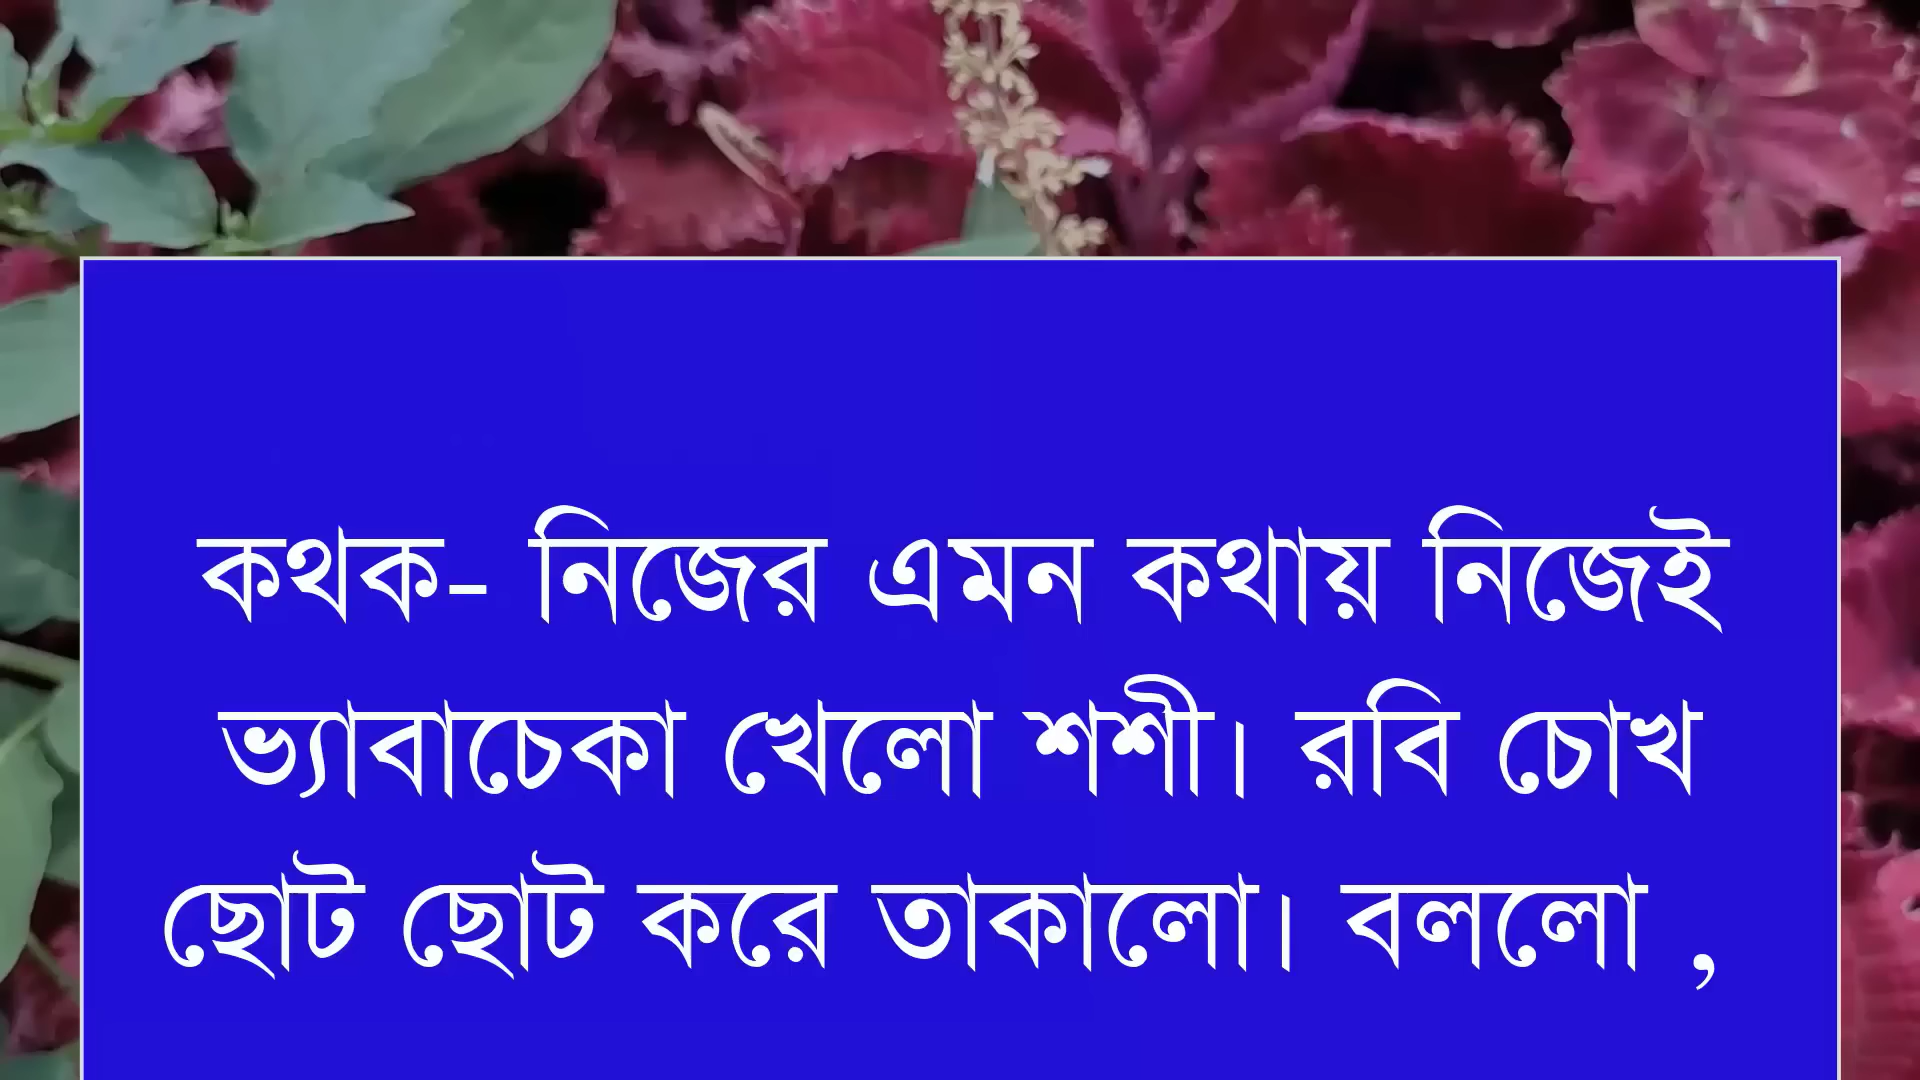 কথক- নিজের এমন কথায় নিজেই
ভ্যাবাচেকা খেলো শশী। রবি চোখ
ছোট ছোট করে তাকালো। বললো ,